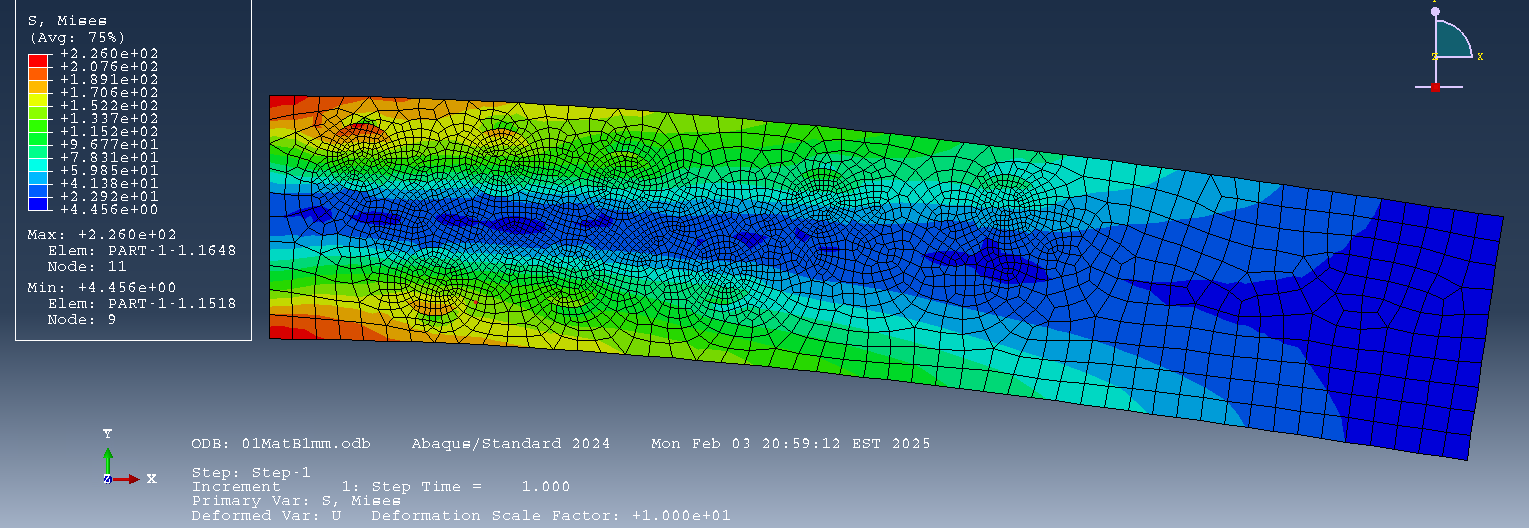 S, Mises
(Avg: 75%)
+2.260e+02
+2.076e+02
+1.891e+02
+1.706e+02
+1.522e+02
+1.337e+02
+1.152e+02
+9.677e+01
+7.831e+01
+5.985e+01
+4.138e+01
+2.292e+01
+4.456e+00
Max: +2.260e+02
Elem: PART-1-1.1648
Node: 11
Min: +4.456e+00
Elem: PART-1-1.1518
Node: 9
X
Y
Z
X
ODB: 01MatB1mm.odb Abaqus/Standard 2024 Mon Feb 03 20:59:12 EST 2025
Step: Step-1
Increment 1: Step Time = 1.000
Primary Var: S, Mises
Deformed Var: U Deformation Scale Factor: +1.000e+01